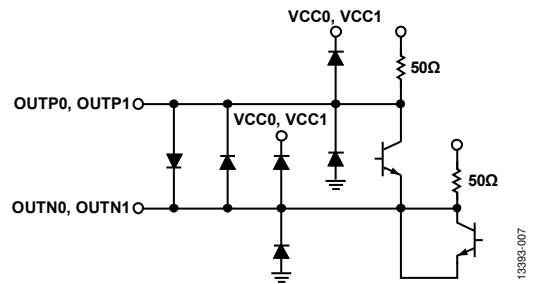 VCC0, VCC1
50Ω
OUTP0, OUTP1
VCC0, VCC1
50Ω
OUTN0, OUTN1
13393-007